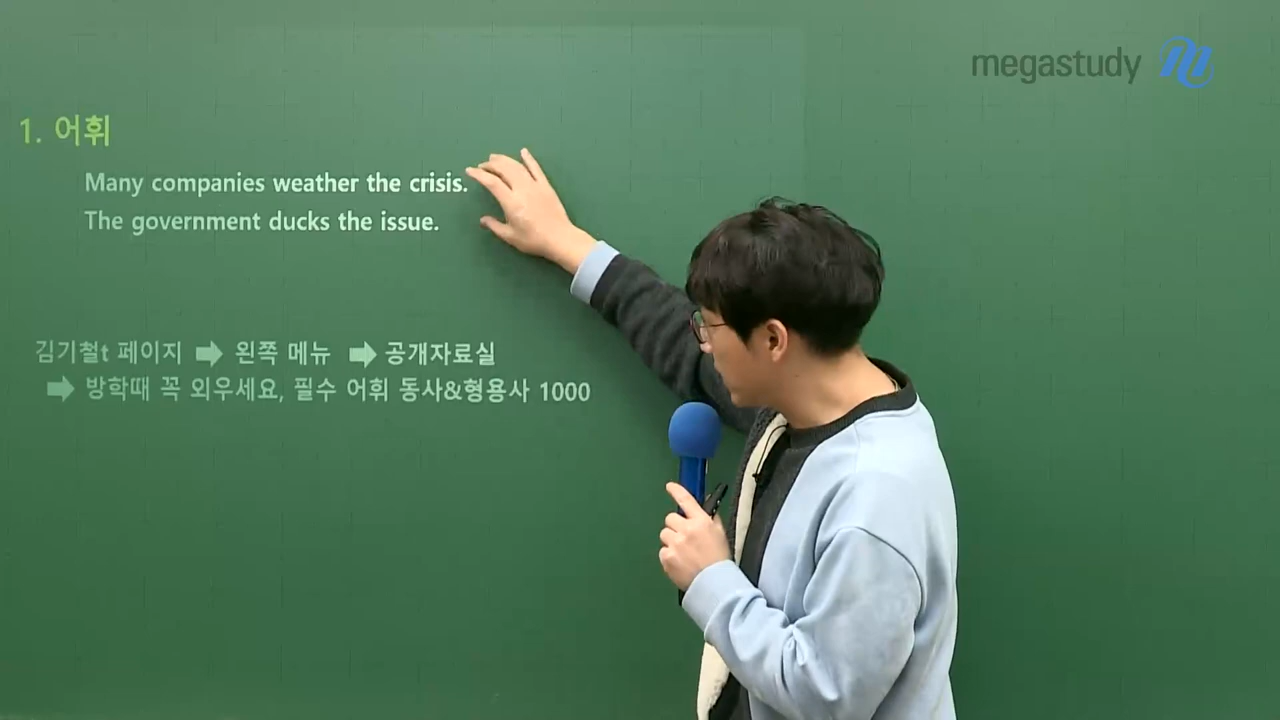 megastudy
1. 어휘
Many companies weather the crisis.
The government ducks the issue.
김기철t 페이지 ➡ 왼쪽 메뉴 ➡ 공개자료실
➡ 방학때 꼭 외우세요, 필수 어휘 동사&형용사 1000